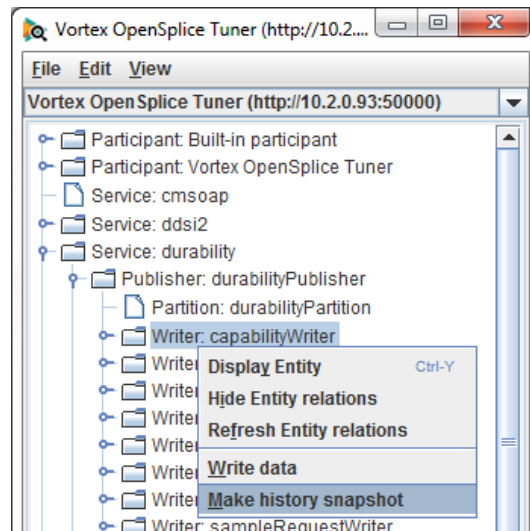 Vortex OpenSplice Tuner (http://10.2....
File Edit View
Vortex OpenSplice Tuner (http://10.2.0.93:50000)
Participant: Built-in participant
Participant: Vortex OpenSplice Tuner
Service: cmsoap
Service: ddsi2
Service: durability
Publisher: durabilityPublisher
Partition: durabilityPartition
Writer: capabilityWriter
Writer
Display Entity Ctrl-Y
Writer
Hide Entity relations
Writer
Refresh Entity relations
Writer
Writer
Write data
Writer
Make history snapshot
Writer: sampleRequestWriter